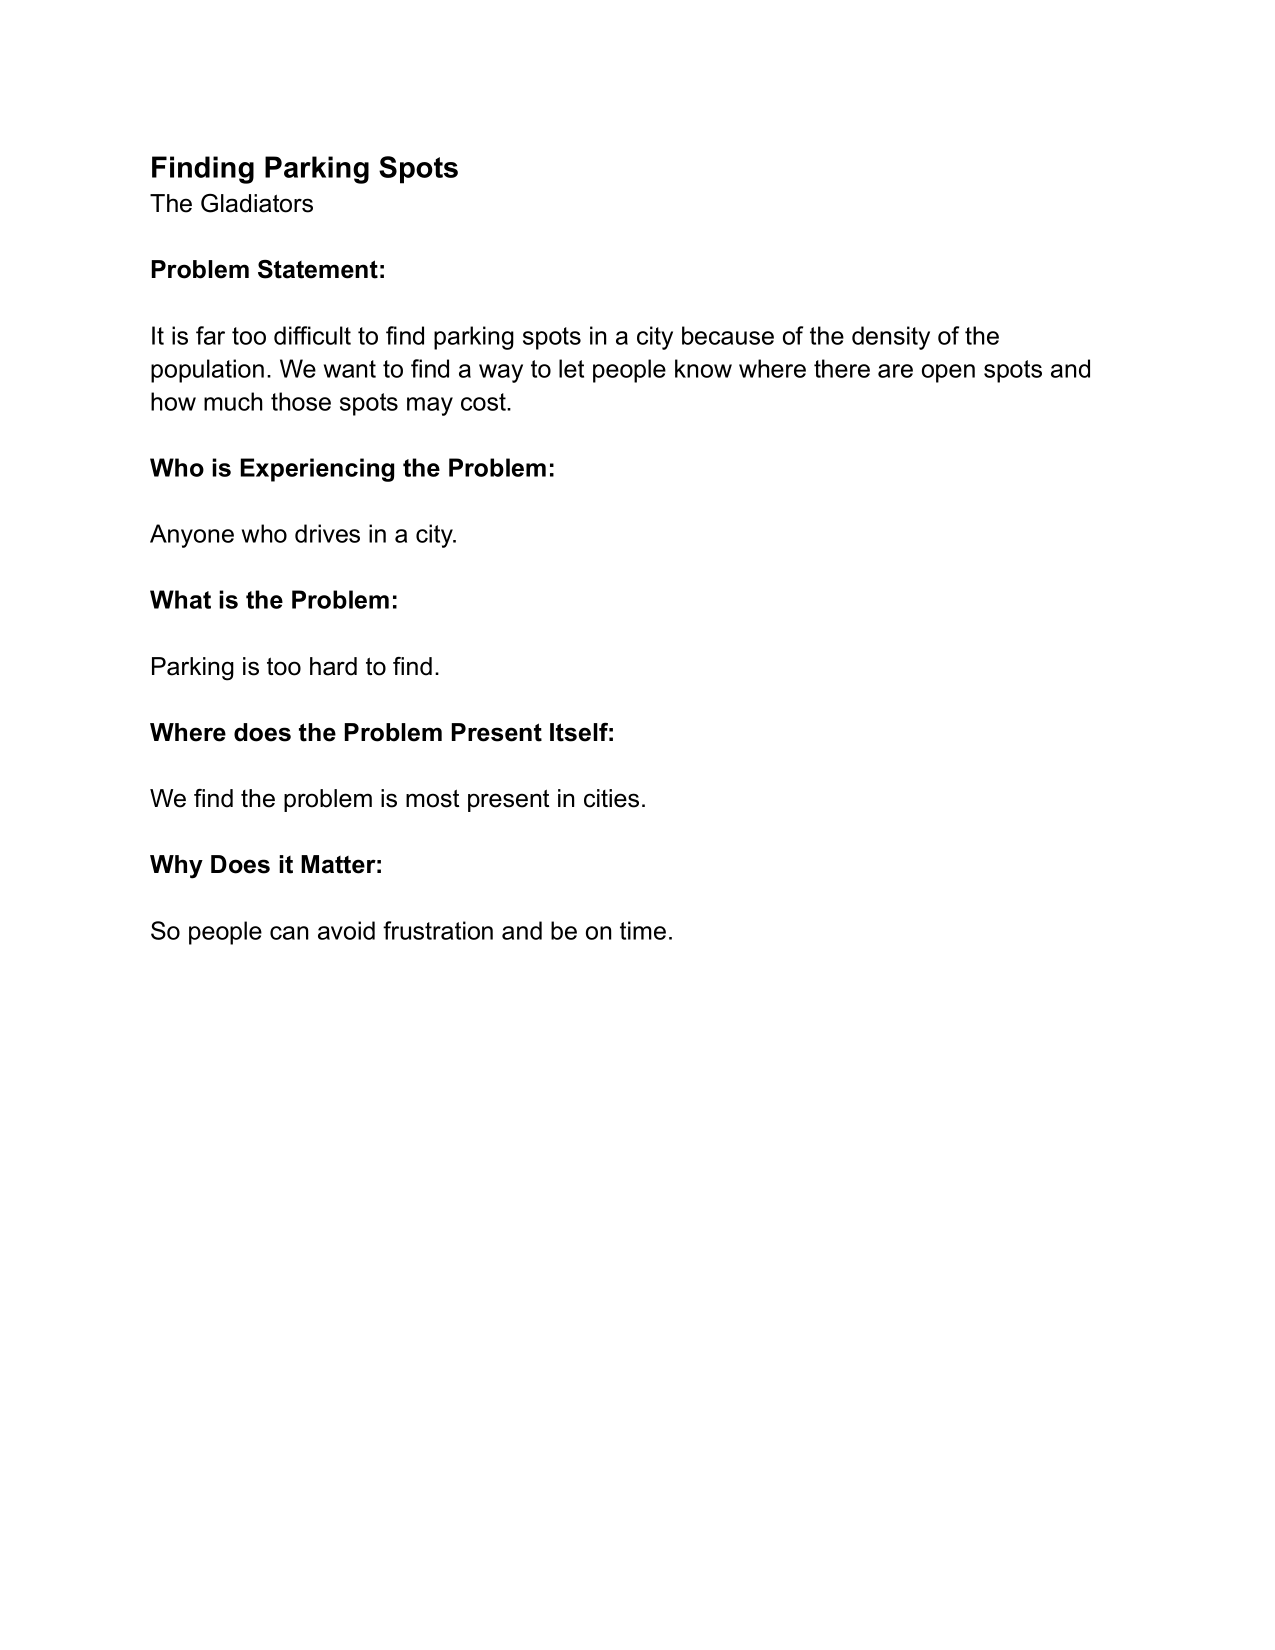 Finding Parking Spots
The Gladiators
Problem Statement:
It is far too difficult to find parking spots in a city because of the density of the
population. We want to find a way to let people know where there are open spots and
how much those spots may cost.
Who is Experiencing the Problem:
Anyone who drives in a city.
What is the Problem:
Parking is too hard to find.
Where does the Problem Present Itself:
We find the problem is most present in cities.
Why Does it Matter:
So people can avoid frustration and be on time.